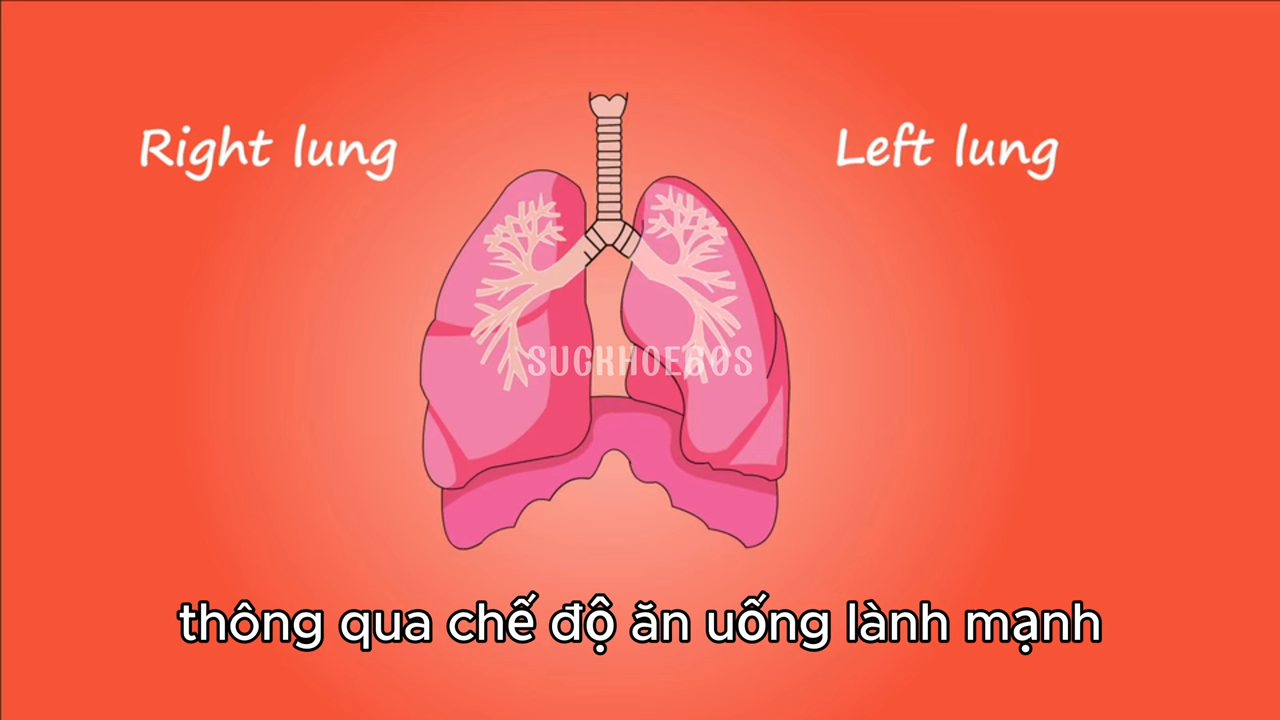 Right lung
Left lung
SUCKHOEBOS
thông qua chế độ ăn uống lành mạnh